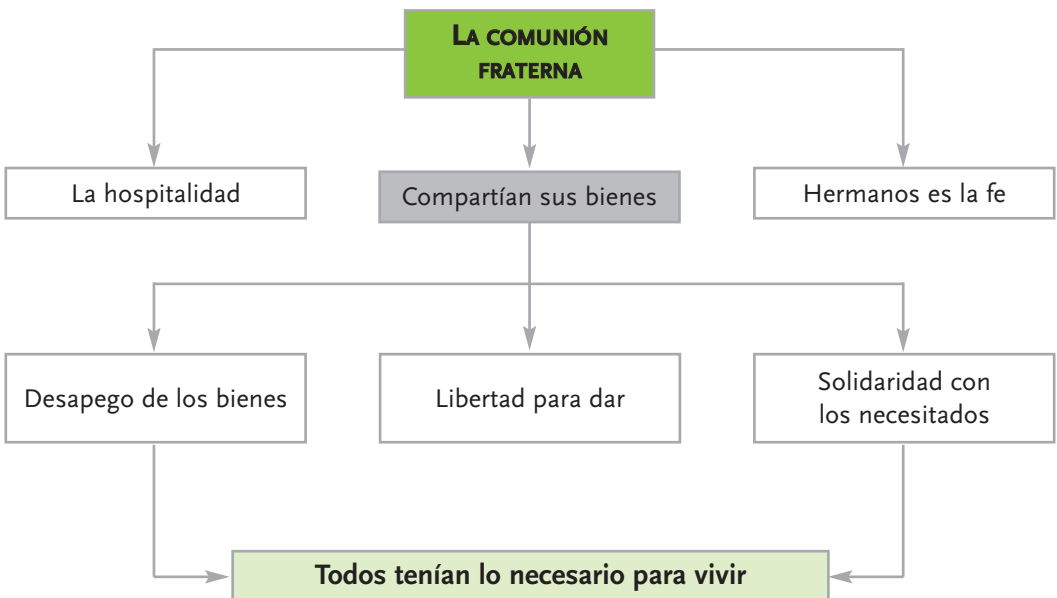 LA COMUNIÓN
FRATERNA
La hospitalidad
Compartían sus bienes
Hermanos es la fe
Desapego de los bienes
Libertad para dar
Solidaridad con
los necesitados
Todos tenían lo necesario para vivir